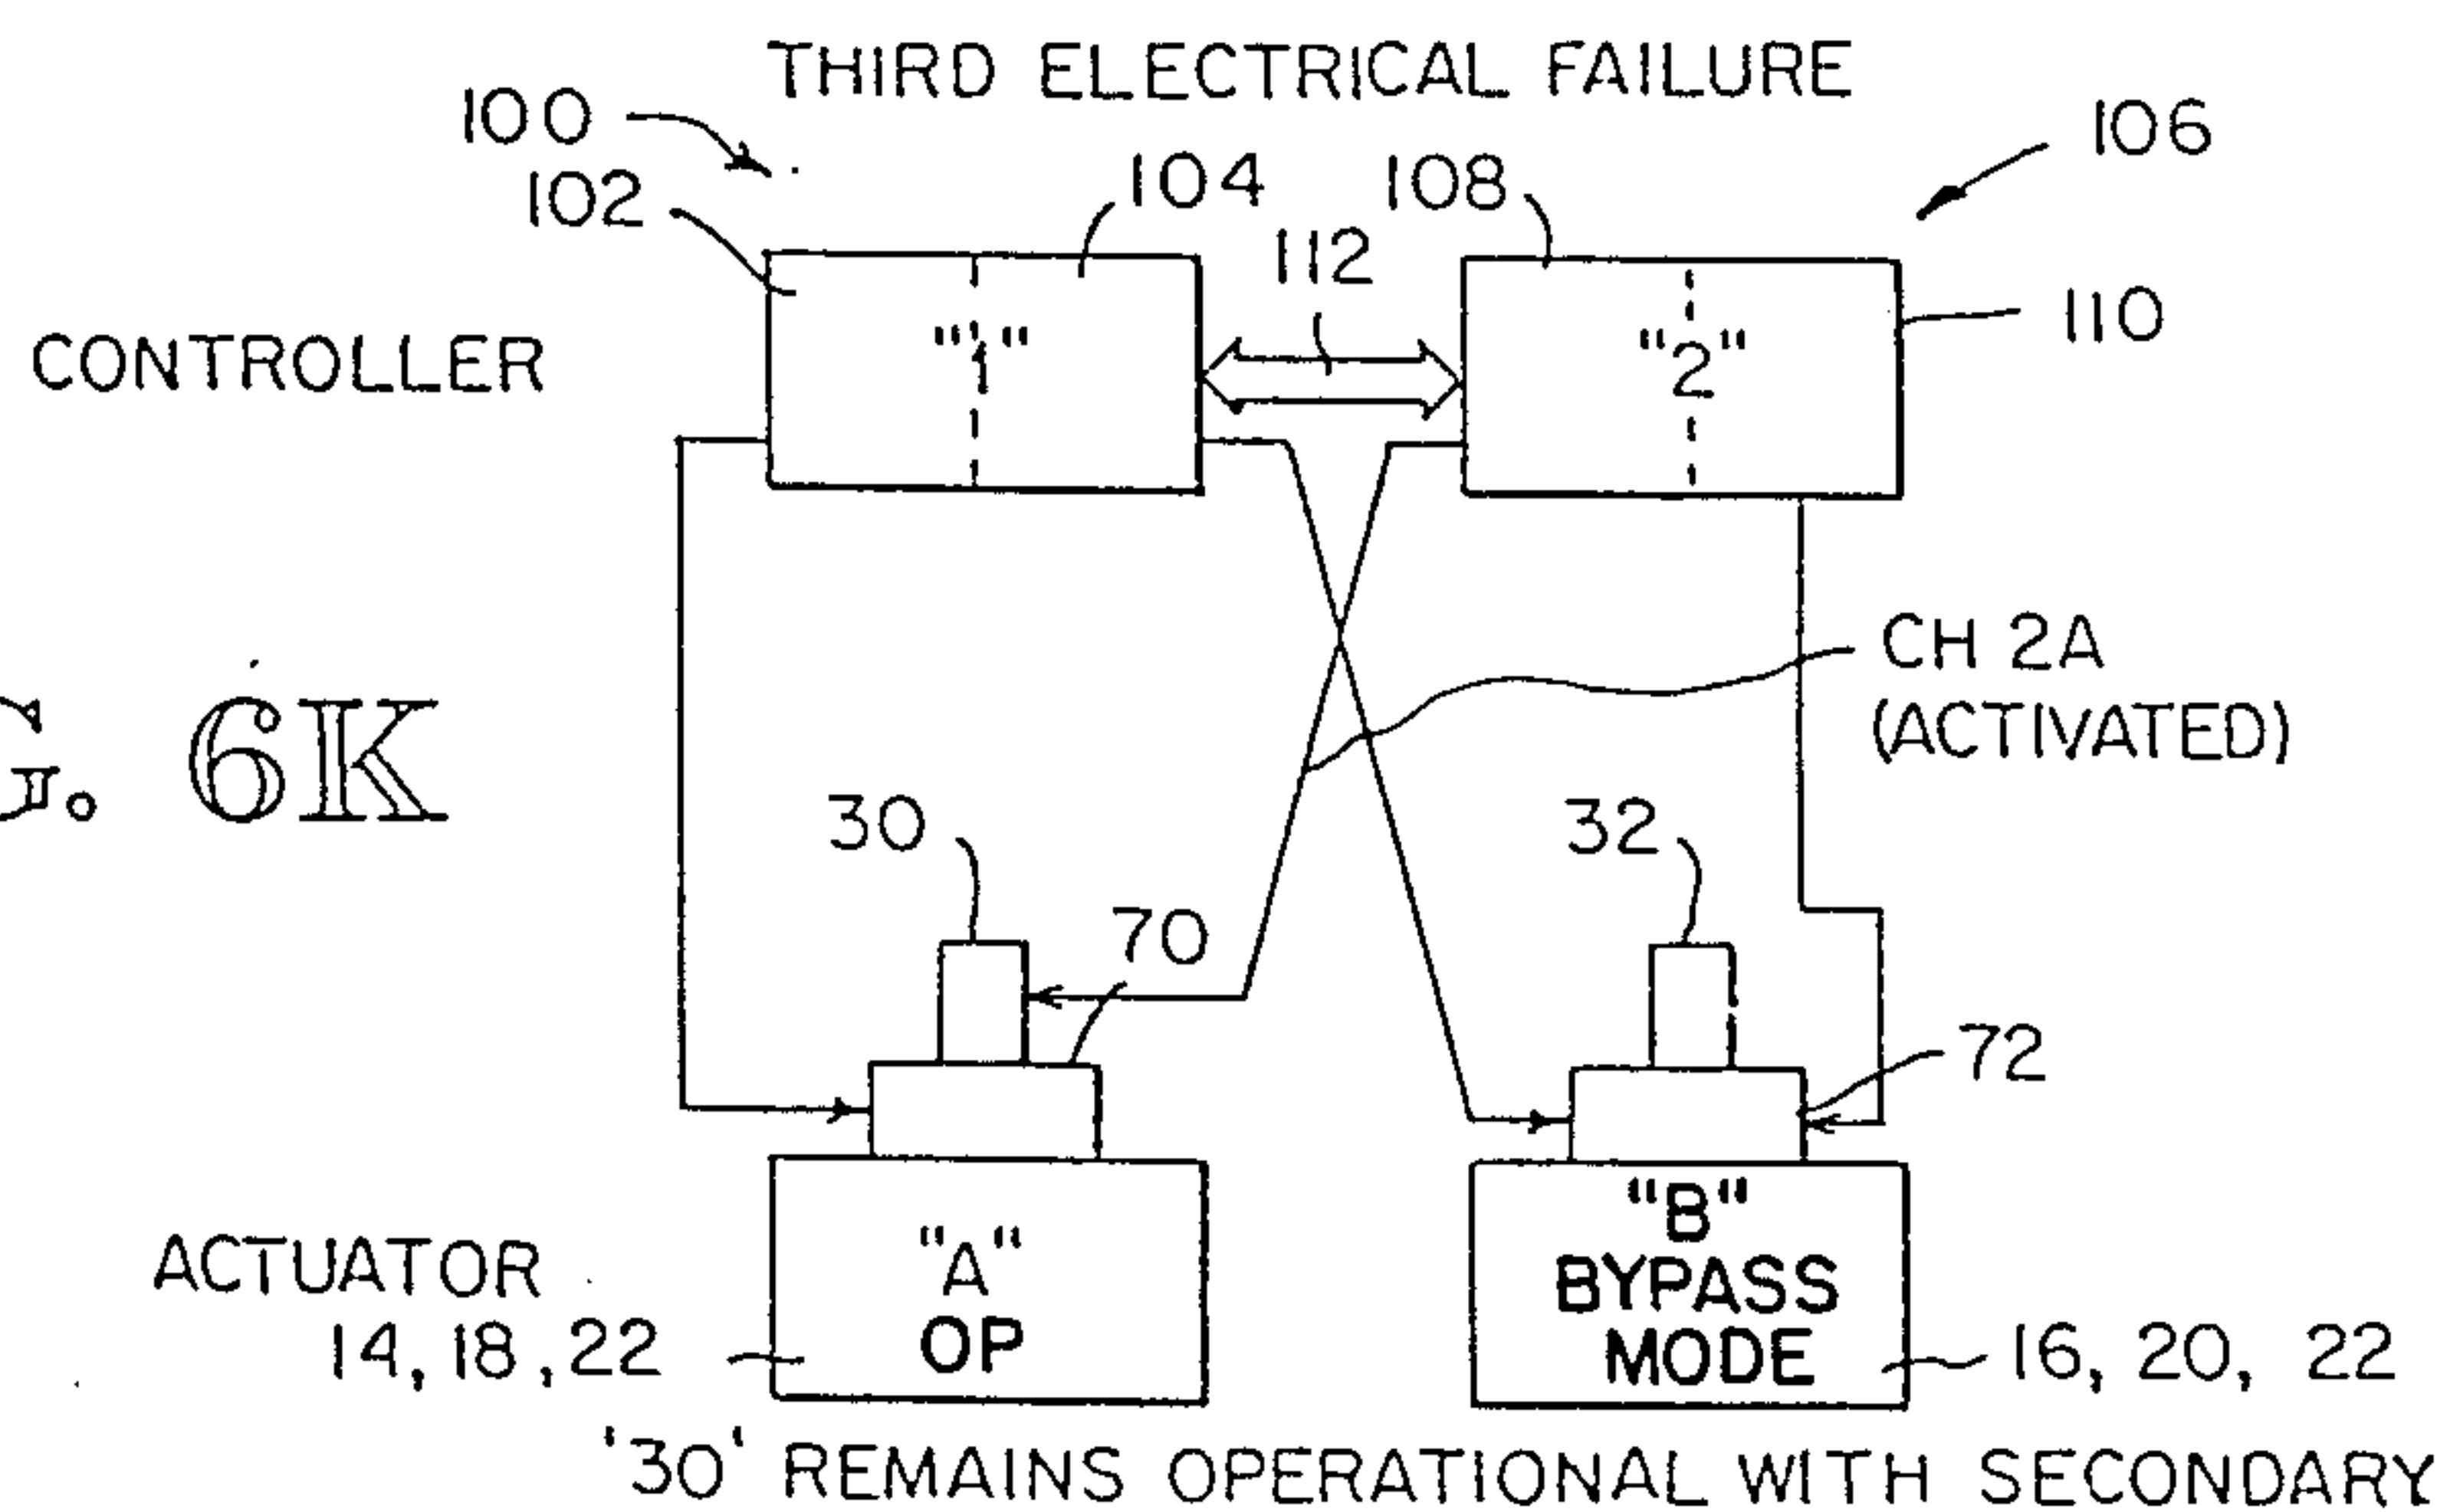 THIRD ELECTRICAL FAILURE
100
106
102
104
108
112
110
CONTROLLER
"1"
"2"
CH 2A
(ACTIVATED)
G. 6K
30
32
70
72
ACTUATOR
14, 18, 22
"A"
OP
"B"
BYPASS
MODE
16, 20, 22
'30' REMAINS OPERATIONAL WITH SECONDARY